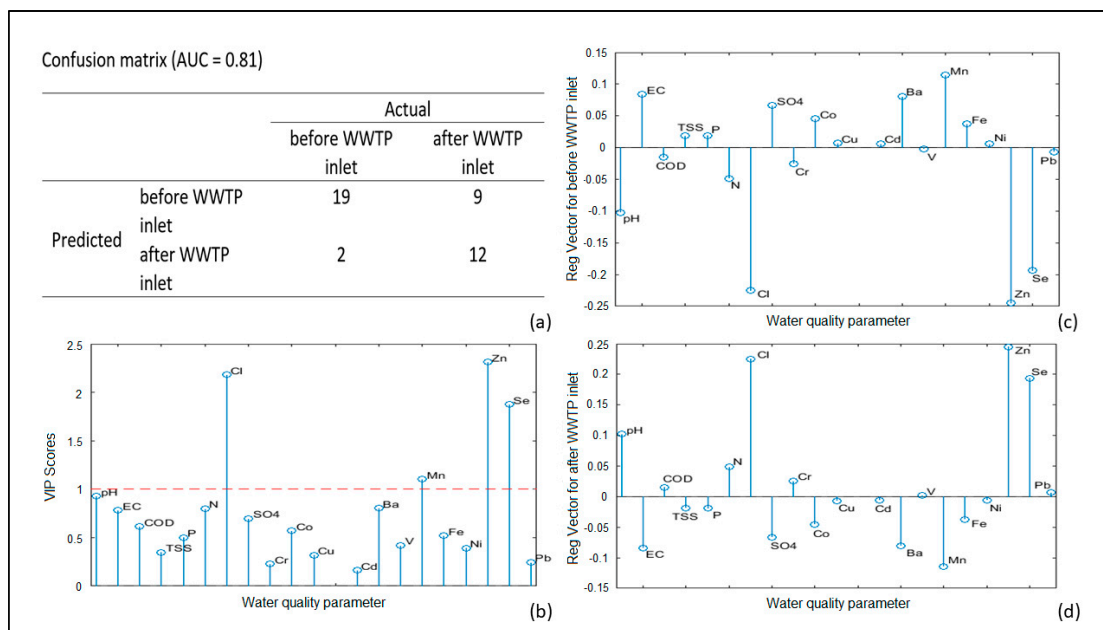 Confusion matrix (AUC = 0.81)
Actual
before WWTP inlet
after WWTP inlet
Predicted
before WWTP inlet
19
9
after WWTP inlet
2
12
(a)
2.5
2
1.5
1
0.5
0
VIP Scores
pH
EC
COD
TSS
P
N
Cl
SO4
Cr
Co
Cu
Cd
Ba
V
Mn
Fe
Ni
Zn
Se
Pb
Water quality parameter
(b)
0.15
0.1
0.05
0
-0.05
-0.1
-0.15
-0.2
-0.25
Reg Vector for before WWTP inlet
pH
EC
COD
TSS
P
N
Cl
SO4
Cr
Co
Cu
Cd
Ba
V
Mn
Fe
Ni
Zn
Se
Pb
Water quality parameter
(c)
0.25
0.2
0.15
0.1
0.05
0
-0.05
-0.1
-0.15
Reg Vector for after WWTP inlet
pH
EC
COD
TSS
P
N
Cl
SO4
Cr
Co
Cu
Cd
Ba
V
Mn
Fe
Ni
Zn
Se
Pb
Water quality parameter
(d)